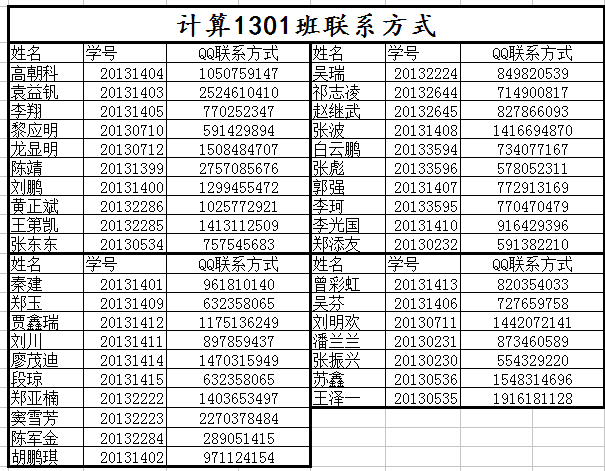 计算1301班联系方式
姓名 学号 QQ联系方式 姓名 学号 QQ联系方式
高朝科 20131404 1050759147 吴瑞 20132224 849820539
袁益钒 20131403 2524610410 祁志凌 20132644 714900817
李翔 20131405 770252347 赵继武 20132645 827866093
黎应明 20130710 591429894 张波 20131408 1416694870
龙显明 20130712 1508484707 白云鹏 20133594 734077167
陈靖 20131399 2757085676 张彪 20133596 578052311
刘鹏 20131400 1299455472 郭强 20131407 772913169
黄正斌 20132286 1025772921 李珂 20133595 770470479
王第凯 20132285 1413112509 李光国 20131410 916429396
张东东 20130534 757545683 郑添友 20130232 591382210
姓名 学号 QQ联系方式 姓名 学号 QQ联系方式
秦建 20131401 961810140 曾彩虹 20131413 820354033
郑玉 20131409 632358065 吴芬 20131406 727659758
贾鑫瑞 20131412 1175136249 刘明欢 20130711 1442072141
刘川 20131411 897859437 潘兰兰 20130231 873460589
廖茂迪 20131414 1470315949 张振兴 20130230 554329220
段琼 20131415 632358065 苏鑫 20130536 1548314696
郑亚楠 20132222 1403653497 王泽一 20130535 1916181128
窦雪芳 20132223 2270378484
陈军金 20132284 289051415
胡鹏琪 20131402 971124154